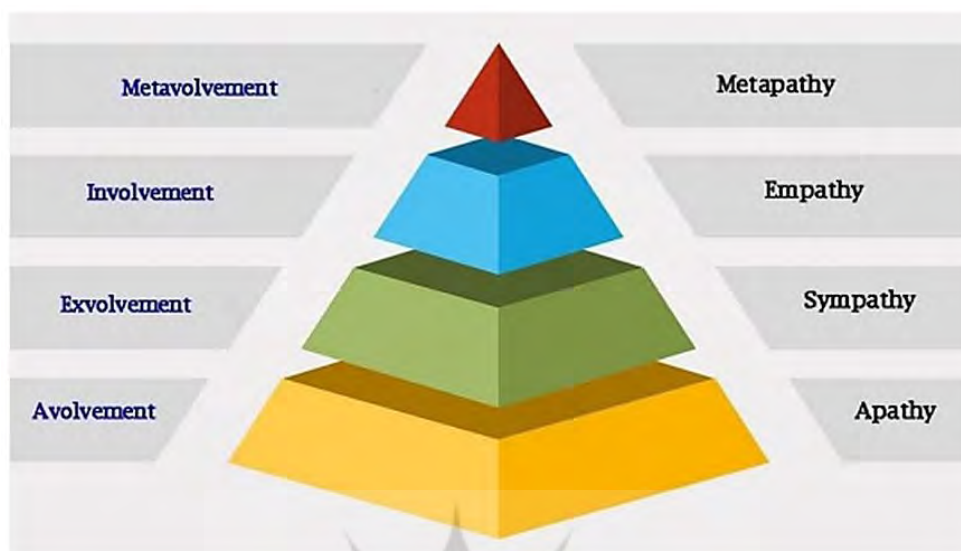 Metavolvement Metapathy
Involvement Empathy
Exvolvement Sympathy
Avolvement Apathy